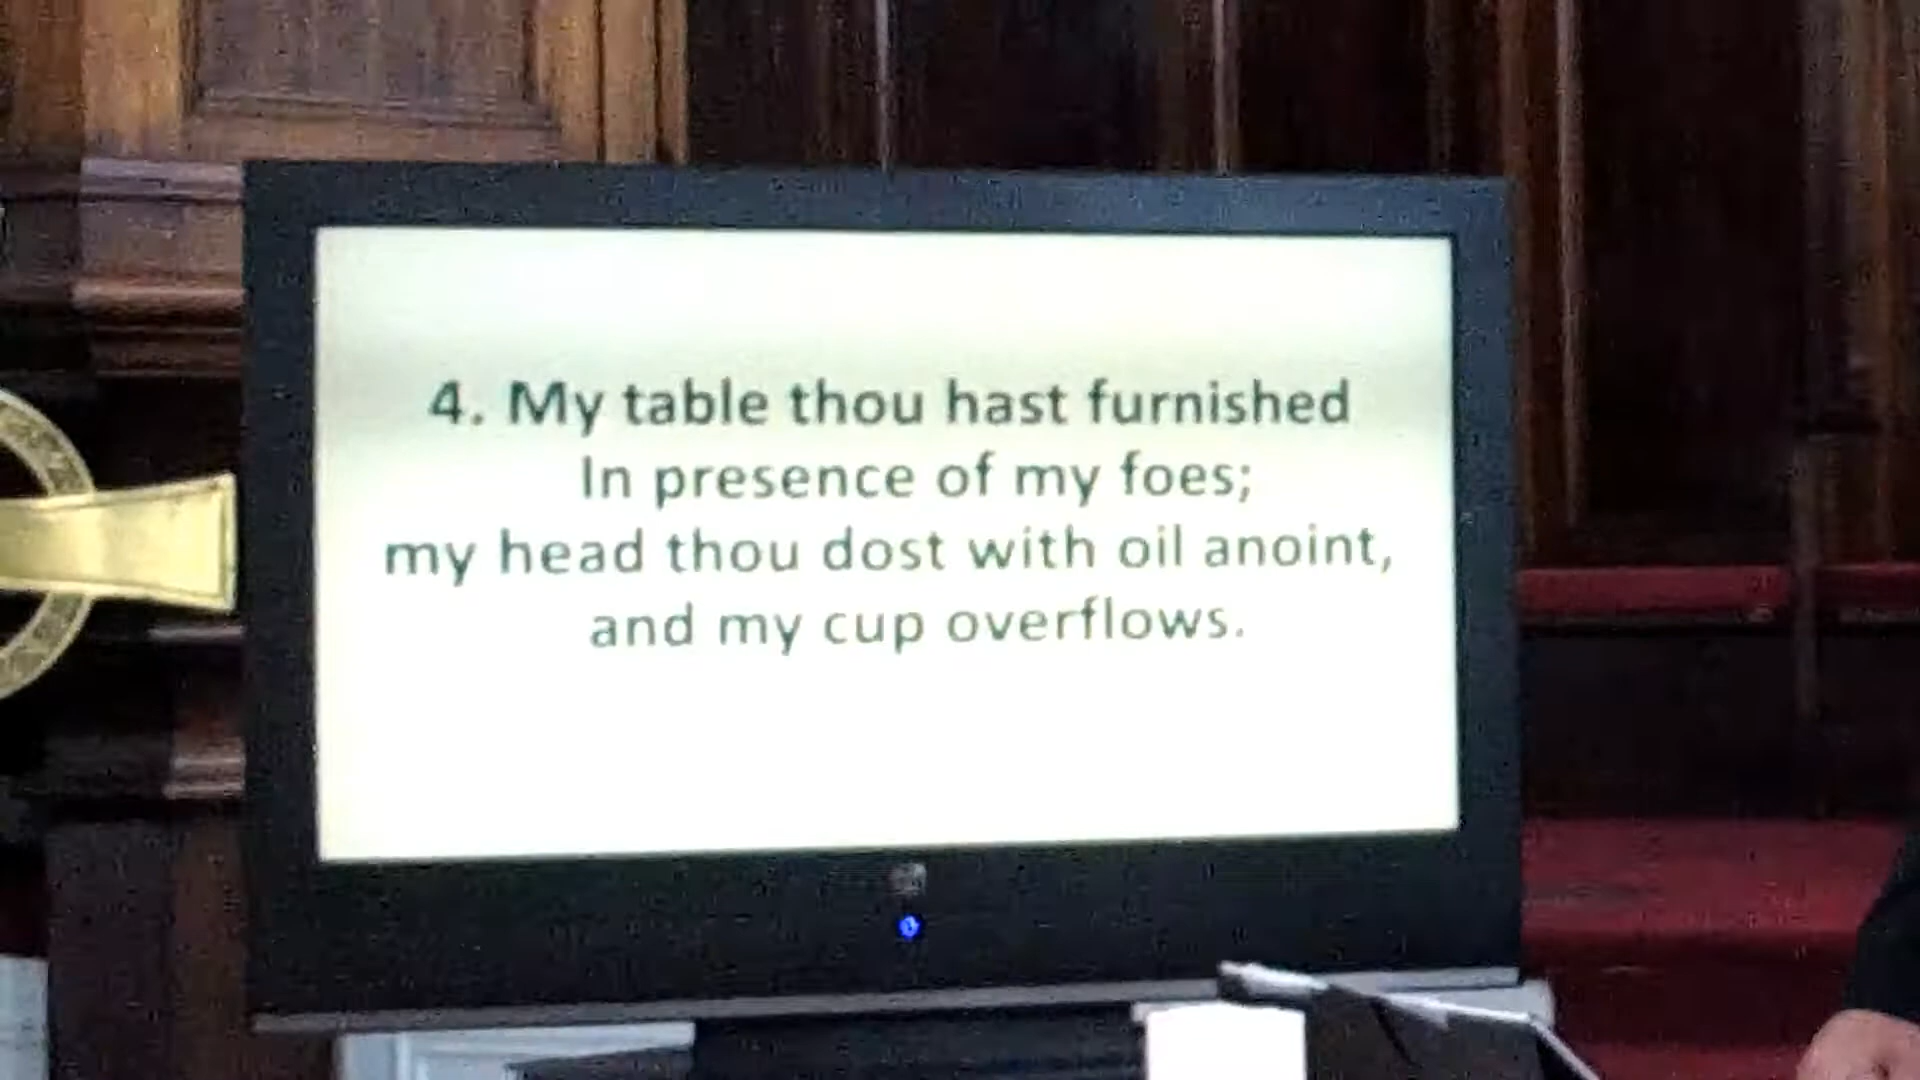 4. My table thou hast furnished
In presence of my foes;
my head thou dost with oil anoint,
and my cup overflows.